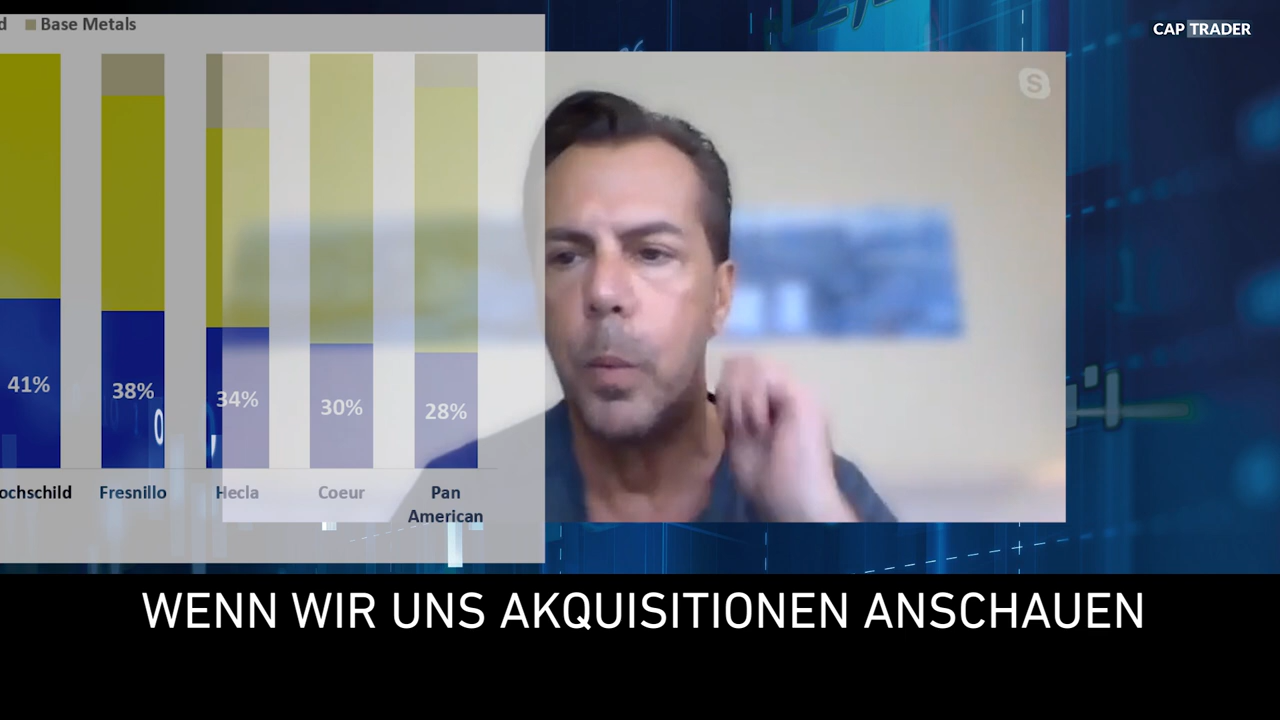 d Base Metals
CAP TRADER
S
41%
38%
34%
30%
28%
ochschild Fresnillo Hecla Coeur Pan
American
WENN WIR UNS AKQUISITIONEN ANSCHAUEN